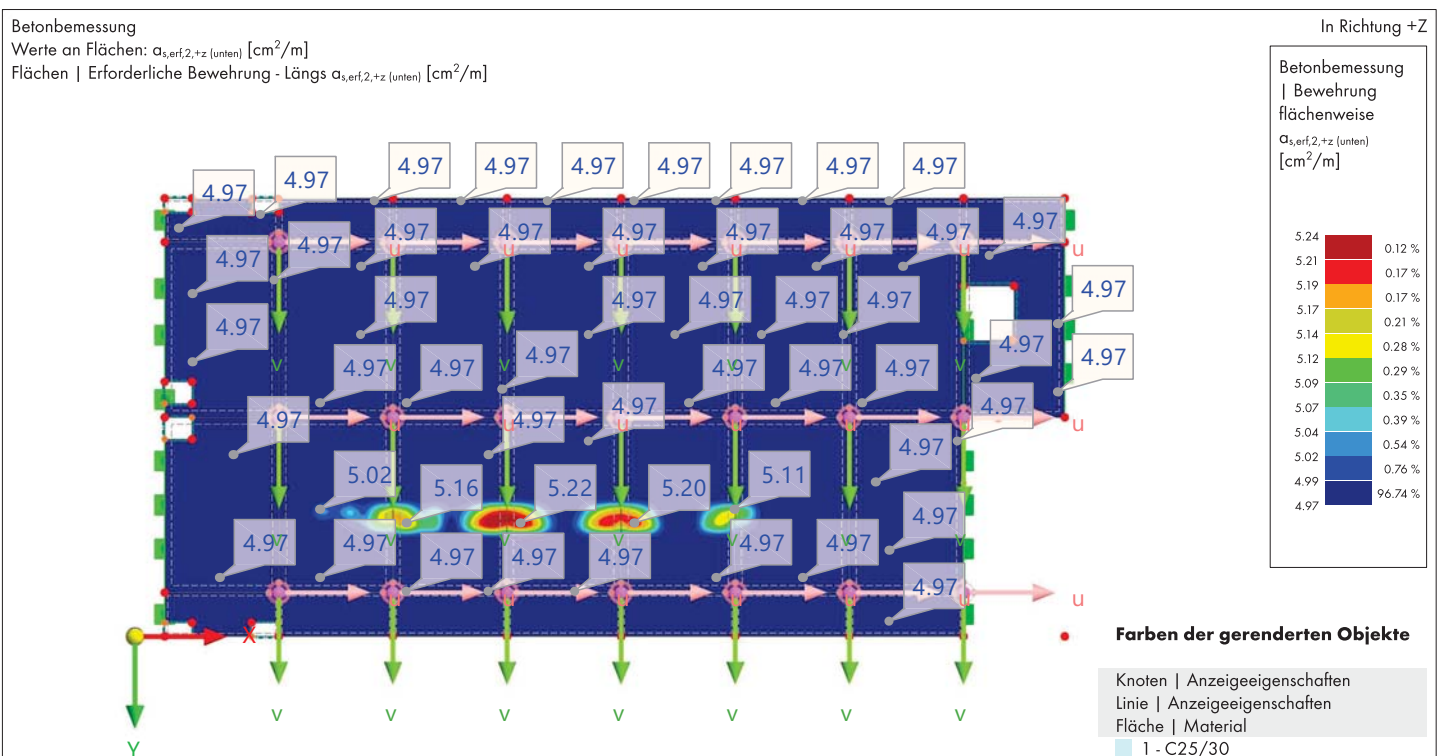 Betonbemessung
In Richtung +Z
Werte an Flächen: as,erf,2,+z (unten) [cm²/m]
Flächen | Erforderliche Bewehrung - Längs as,erf,2,+z (unten) [cm²/m]
Betonbemessung
| Bewehrung
flächenweise
as,erf,2,+z (unten)
[cm²/m]
5.24
5.21
5.19
5.17
5.14
5.12
5.09
5.07
5.04
5.02
4.99
4.97
0.12 %
0.17 %
0.17 %
0.21 %
0.28 %
0.29 %
0.35 %
0.39 %
0.54 %
0.76 %
96.74 %
4.97 4.97 4.97 4.97 4.97 4.97 4.97 4.97 4.97
4.97 4.97 4.97 4.97 4.97 4.97 4.97 4.97 4.97
u u u u u u u
4.97 4.97 4.97 4.97 4.97 4.97 4.97
4.97 4.97 4.97
4.97 4.97 4.97 4.97 4.97 4.97
v v v v v v
4.97 4.97 4.97 4.97
u u u
4.97
5.02 5.16 5.22 5.20 5.11
4.97
4.97 4.97 4.97 4.97 4.97 4.97 4.97
v v v v v v v
4.97
u u u u u u u
X
v v v v v v v
Y
Farben der gerenderten Objekte
Knoten | Anzeigeeigenschaften
Linie | Anzeigeeigenschaften
Fläche | Material
1 - C25/30